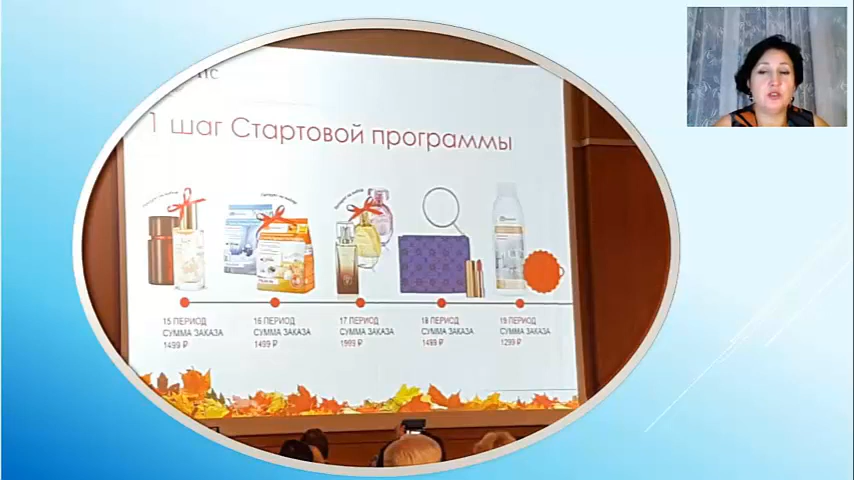 1 шаг Стартовой программы
15 ПЕРИОД
СУММА ЗАКАЗА
1499 ₽
16 ПЕРИОД
СУММА ЗАКАЗА
1499 ₽
17 ПЕРИОД
СУММА ЗАКАЗА
1999 ₽
18 ПЕРИОД
СУММА ЗАКАЗА
1499 ₽
19 ПЕРИОД
СУММА ЗАКАЗА
1299 ₽